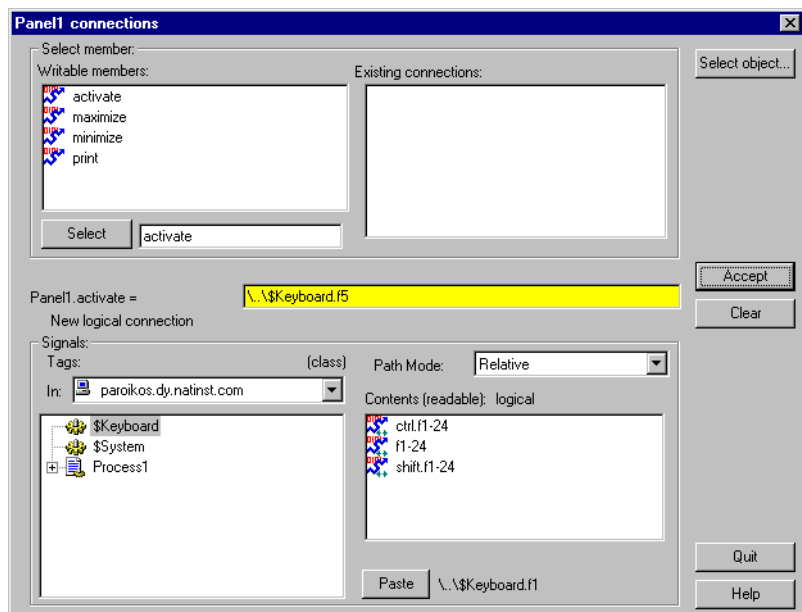 Panel1 connections
Select member:
Writable members:
Existing connections:
Select object...
activate
maximize
minimize
print
Select
activate
Accept
Panel1.activate =
\..\$Keyboard.f5
New logical connection
Clear
Signals:
Tags:
(class)
Path Mode:
Relative
In:
paroikos.dy.natinst.com
Contents (readable): logical
$Keyboard
$System
Process1
ctrl.f1-24
f1-24
shift.f1-24
Quit
Paste
\..\$Keyboard.f1
Help